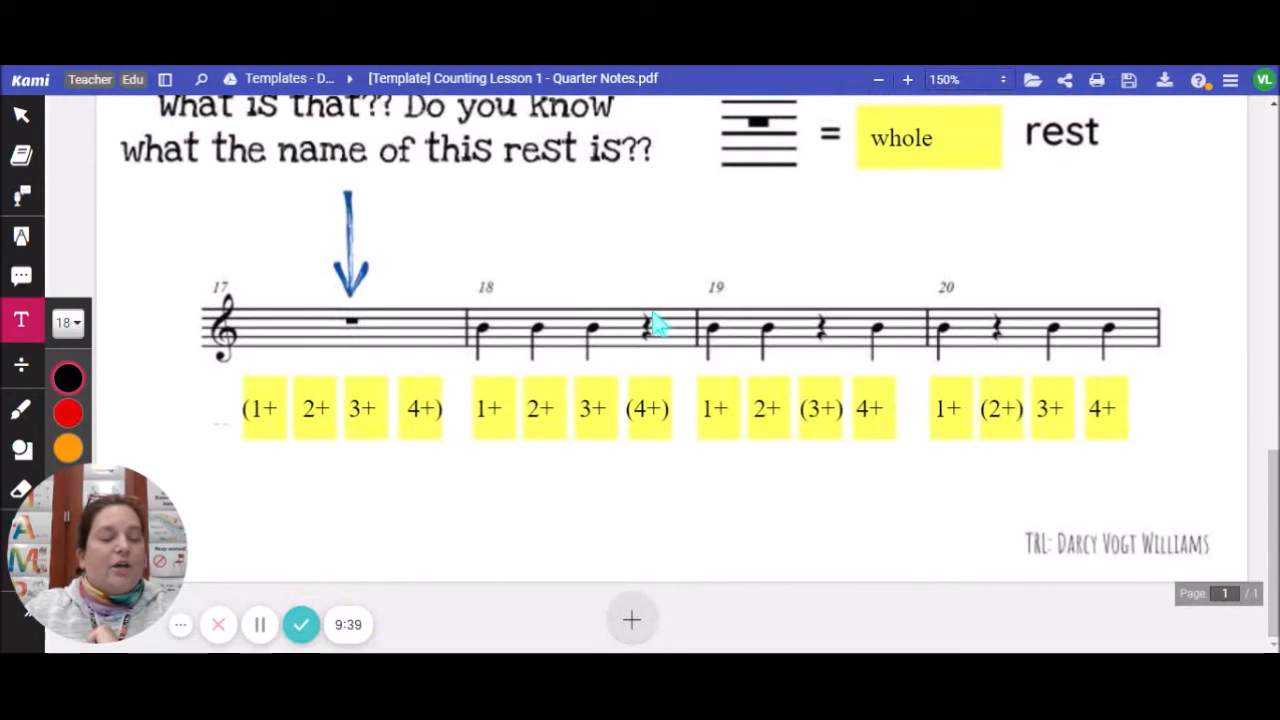 Kami Teacher Edu Templates - D... [Template] Counting Lesson 1 - Quarter Notes.pdf 150% VL
What is that?? Do you know
what the name of this rest is??
= whole rest
17 18 19 20
(1+ 2+ 3+ 4+) 1+ 2+ 3+ (4+) 1+ 2+ (3+) 4+ 1+ (2+) 3+ 4+
18
T
TRL: DARCY VOGT WILLIAMS
Page 1 / 1
9:39